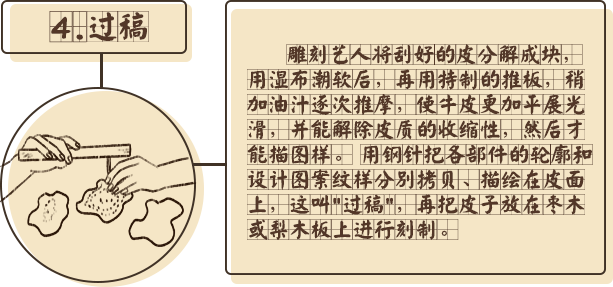 4.过稿
雕刻艺人将刮好的皮分解成块，
用湿布潮软后，再用特制的推板，稍
加油汁逐次推摩，使牛皮更加平展光
滑，并能解除皮质的收缩性，然后才
能描图样。用钢针把各部件的轮廓和
设计图案纹样分别拷贝、描绘在皮面
上，这叫"过稿"，再把皮子放在枣木
或梨木板上进行刻制。